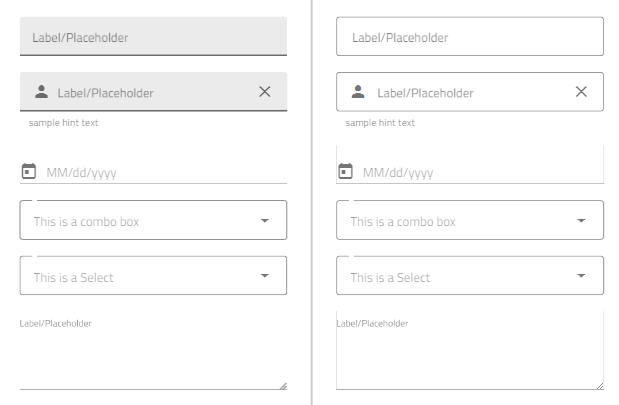 Label/Placeholder
Label/Placeholder
sample hint text
MM/dd/yyyy
This is a combo box
This is a Select
Label/Placeholder
Label/Placeholder
Label/Placeholder
sample hint text
MM/dd/yyyy
This is a combo box
This is a Select
Label/Placeholder